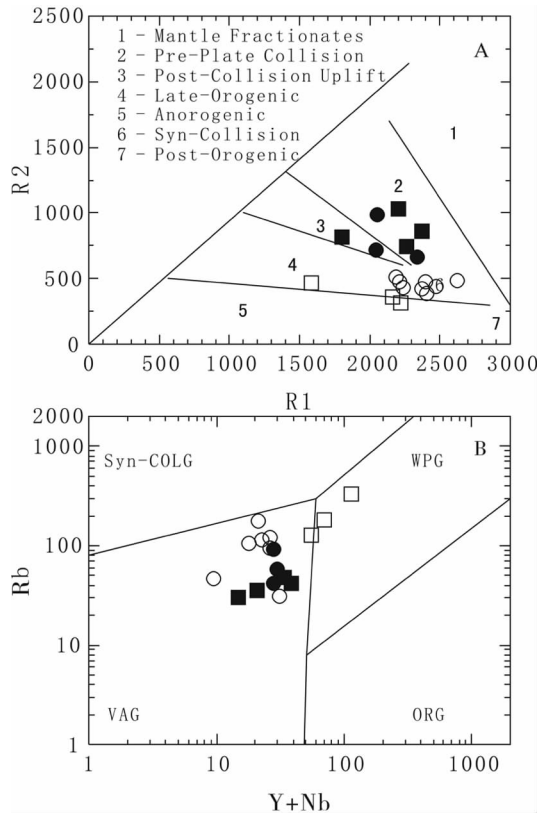 2500
2000
1500
1000
500
0
R2
1 - Mantle Fractionates
2 - Pre-Plate Collision
3 - Post-Collision Uplift
4 - Late-Orogenic
5 - Anorogenic
6 - Syn-Collision
7 - Post-Orogenic
A
1
2
3
4
5
6
7
0 500 1000 1500 2000 2500 3000
R1
2000
1000
100
10
1
Rb
Syn-COLG
WPG
B
VAG
ORG
1 10 100 1000
Y+Nb